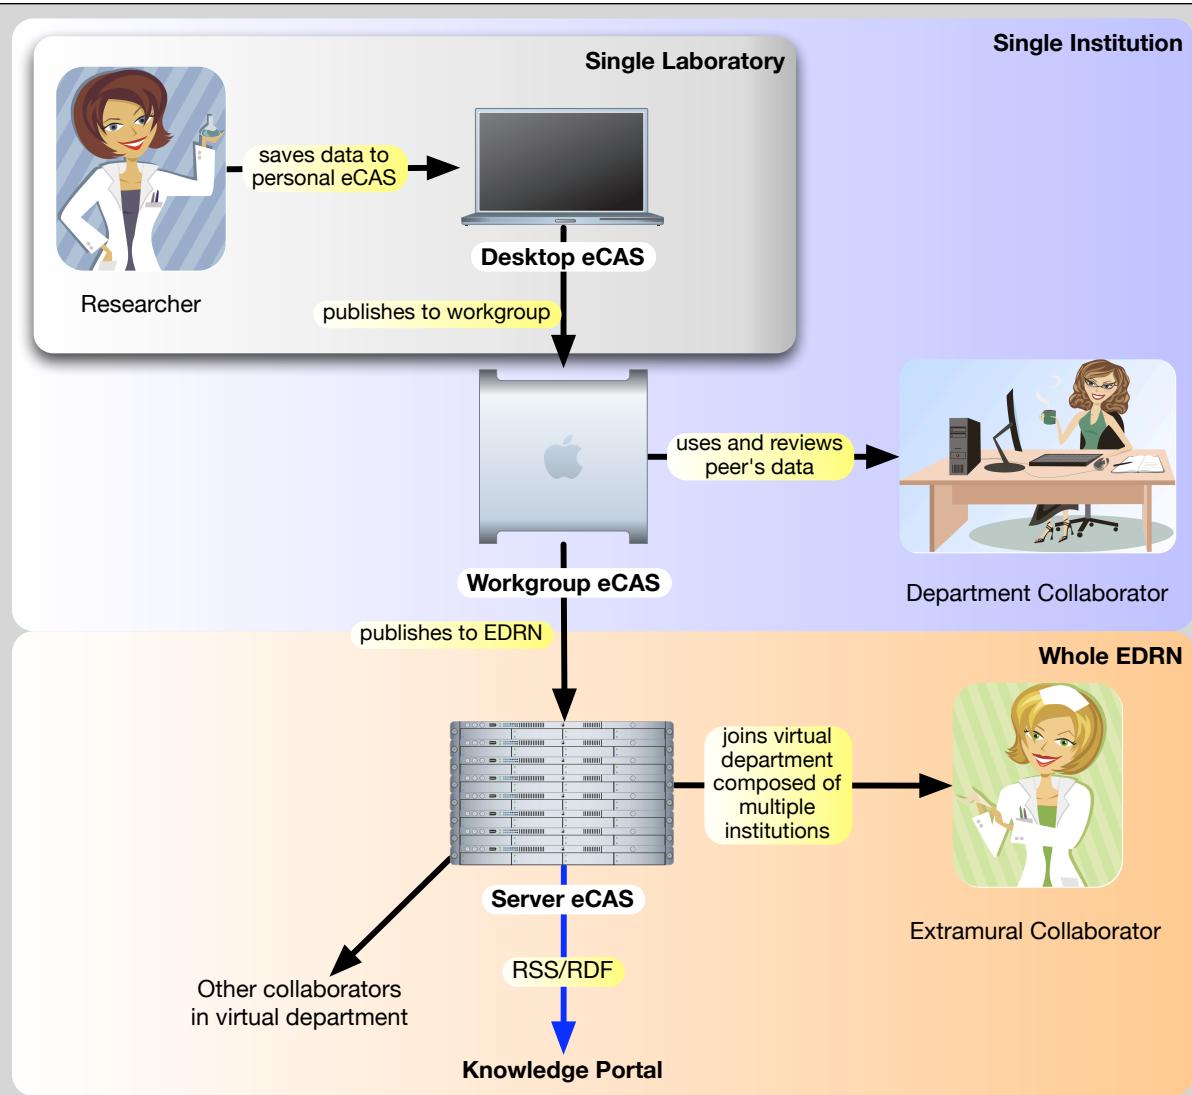 Single Institution
Single Laboratory
saves data to
personal eCAS
Desktop eCAS
Researcher
publishes to workgroup
uses and reviews
peer's data
Workgroup eCAS
Department Collaborator
publishes to EDRN
Whole EDRN
joins virtual
department
composed of
multiple
institutions
Server eCAS
Extramural Collaborator
RSS/RDF
Other collaborators
in virtual department
Knowledge Portal